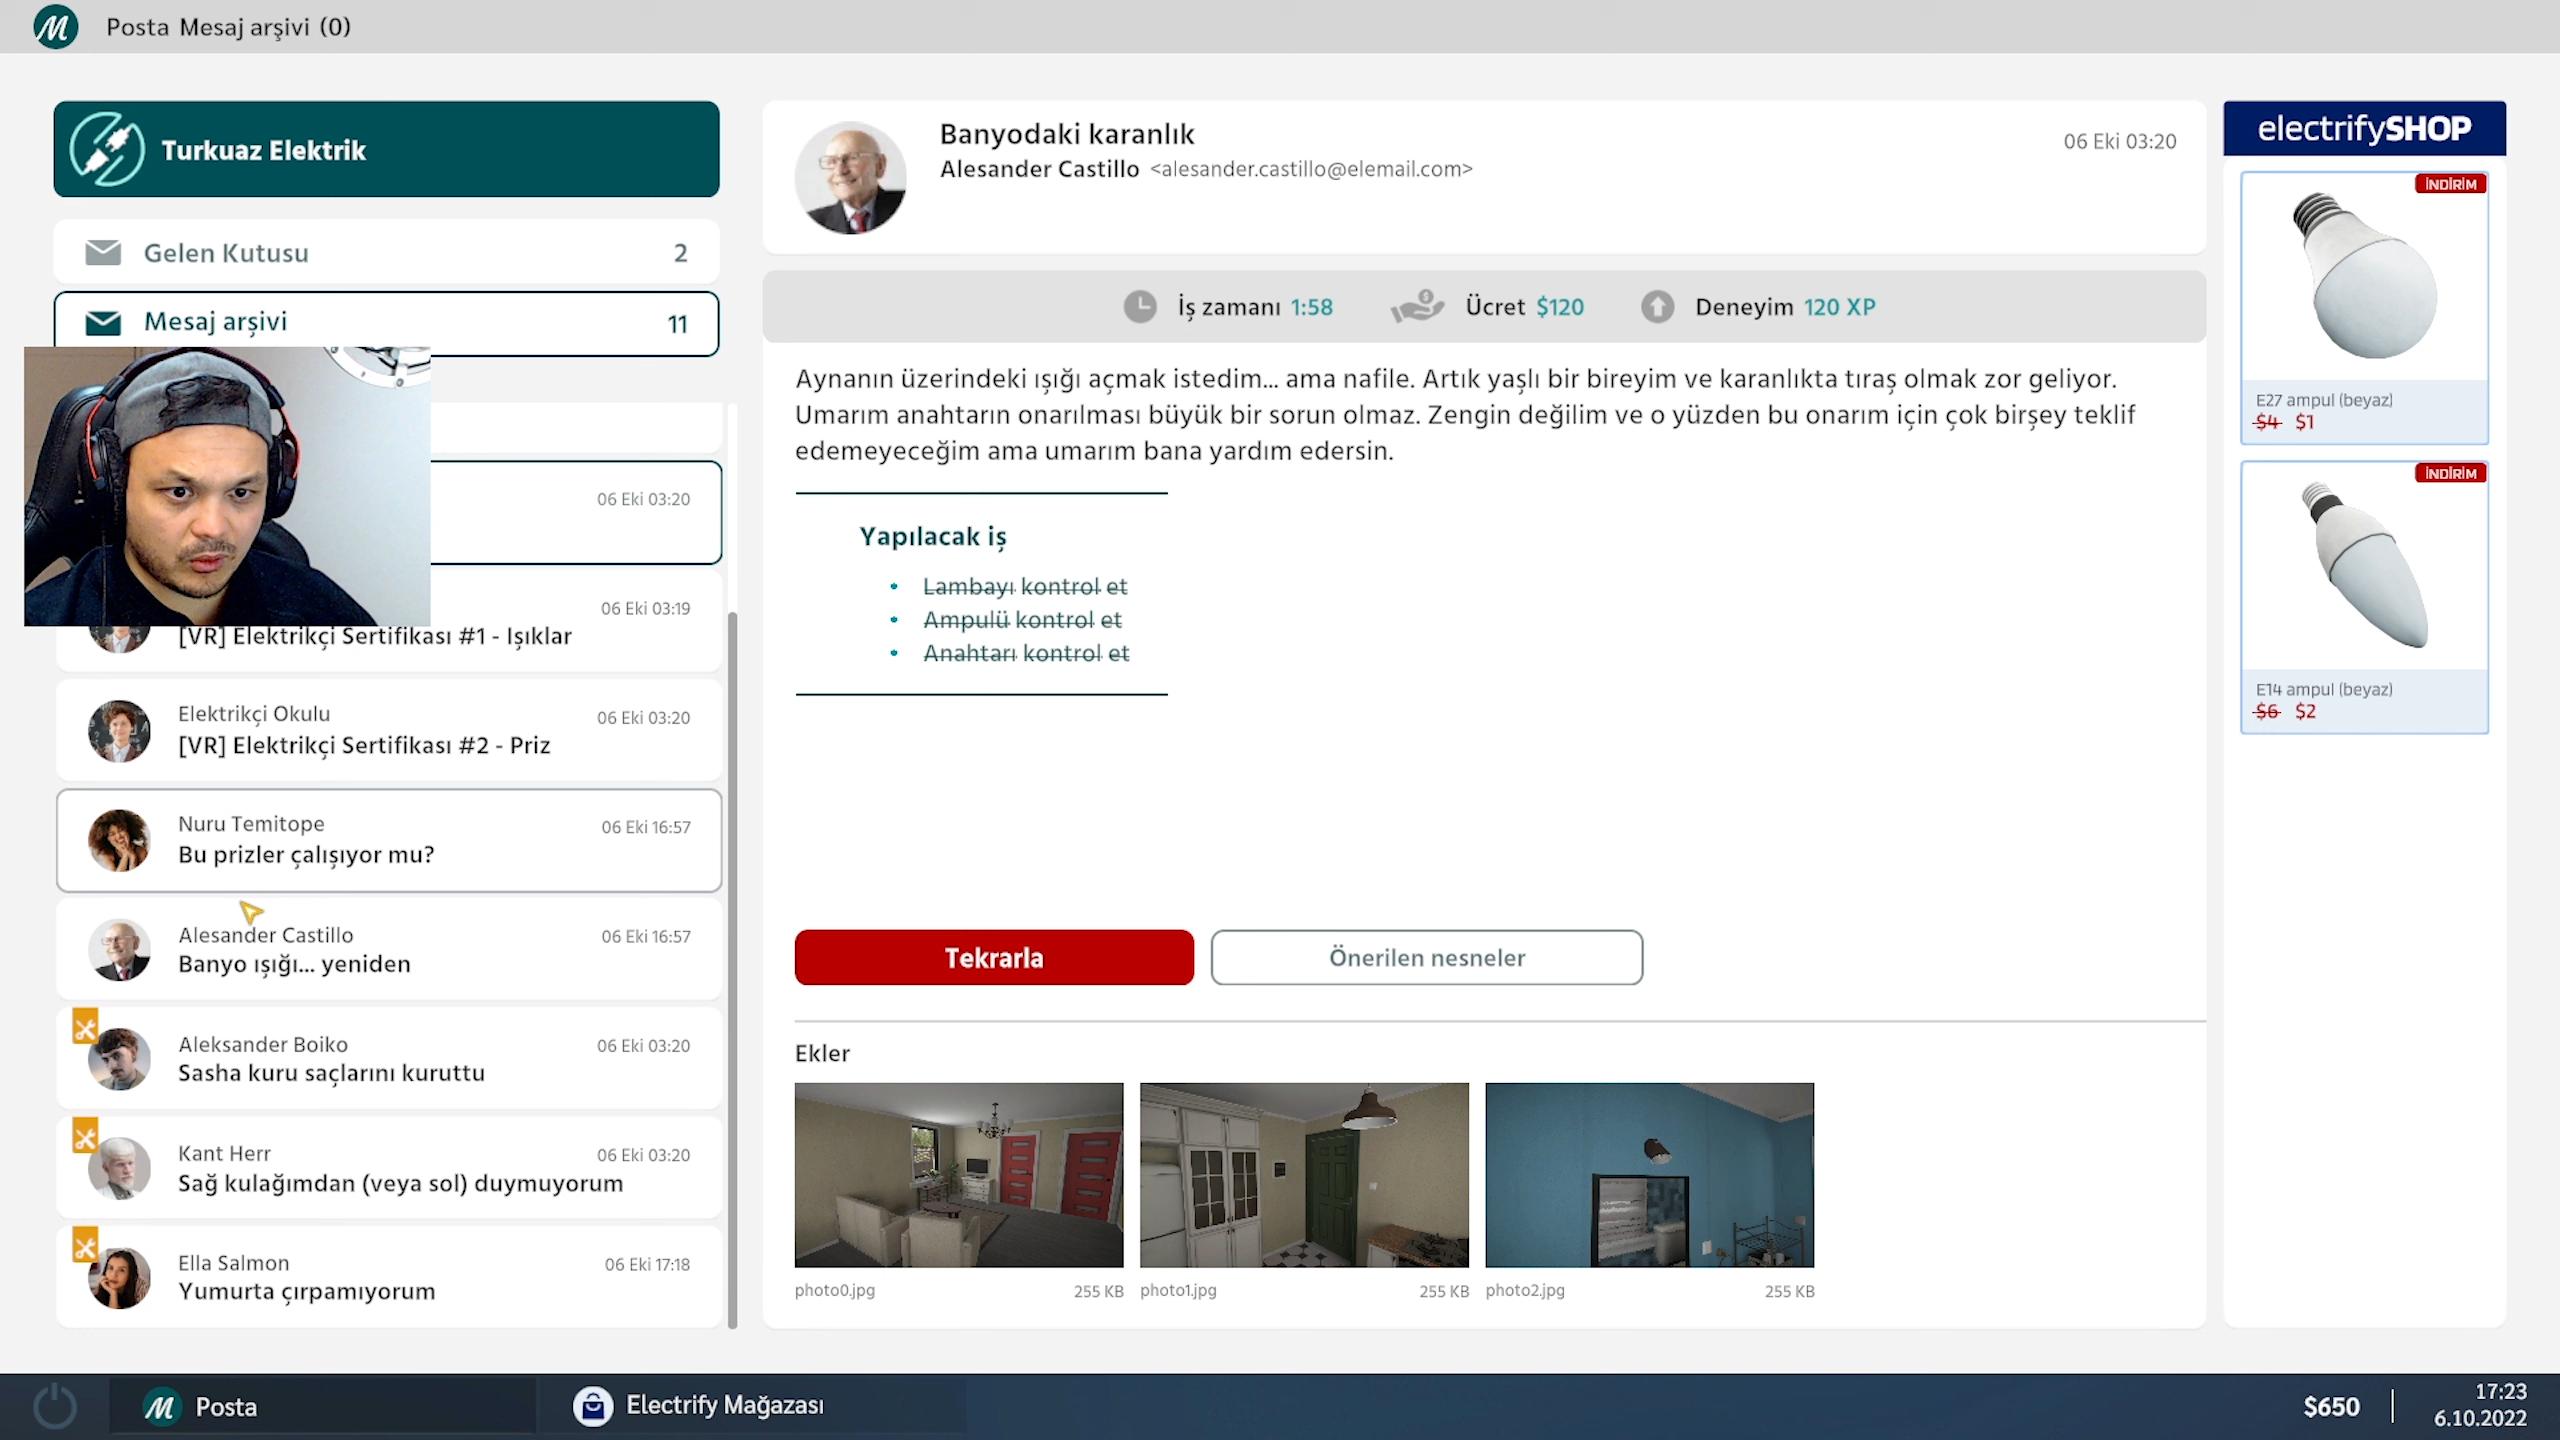 Posta Mesaj arşivi (0)
Turkuaz Elektrik
Gelen Kutusu 2
Mesaj arşivi 11
06 Eki 03:20
06 Eki 03:19
[VR] Elektrikçi Sertifikası #1 - Işıklar
Elektrikçi Okulu 06 Eki 03:20
[VR] Elektrikçi Sertifikası #2 - Priz
Nuru Temitope 06 Eki 16:57
Bu prizler çalışıyor mu?
Alesander Castillo 06 Eki 16:57
Banyo ışığı... yeniden
Aleksander Boiko 06 Eki 03:20
Sasha kuru saçlarını kuruttu
Kant Herr 06 Eki 03:20
Sağ kulağımdan (veya sol) duymuyorum
Ella Salmon 06 Eki 17:18
Yumurta çırpamıyorum
Banyodaki karanlık
06 Eki 03:20
Alesander Castillo <alesander.castillo@elemail.com>
İş zamanı 1:58 Ücret $120 Deneyim 120 XP
Aynanın üzerindeki ışığı açmak istedim... ama nafile. Artık yaşlı bir bireyim ve karanlıkta tıraş olmak zor geliyor.
Umarım anahtarın onarılması büyük bir sorun olmaz. Zengin değilim ve o yüzden bu onarım için çok birşey teklif
edemeyeceğim ama umarım bana yardım edersin.
Yapılacak iş
• Lambayı kontrol et
• Ampulü kontrol et
• Anahtarı kontrol et
Tekrarla
Önerilen nesneler
Ekler
photo0.jpg 255 KB photo1.jpg 255 KB photo2.jpg 255 KB
electrifySHOP
İNDİRİM
E27 ampul (beyaz)
$4 $1
İNDİRİM
E14 ampul (beyaz)
$6 $2
Posta
Electrify Mağazası
$650
17:23
6.10.2022